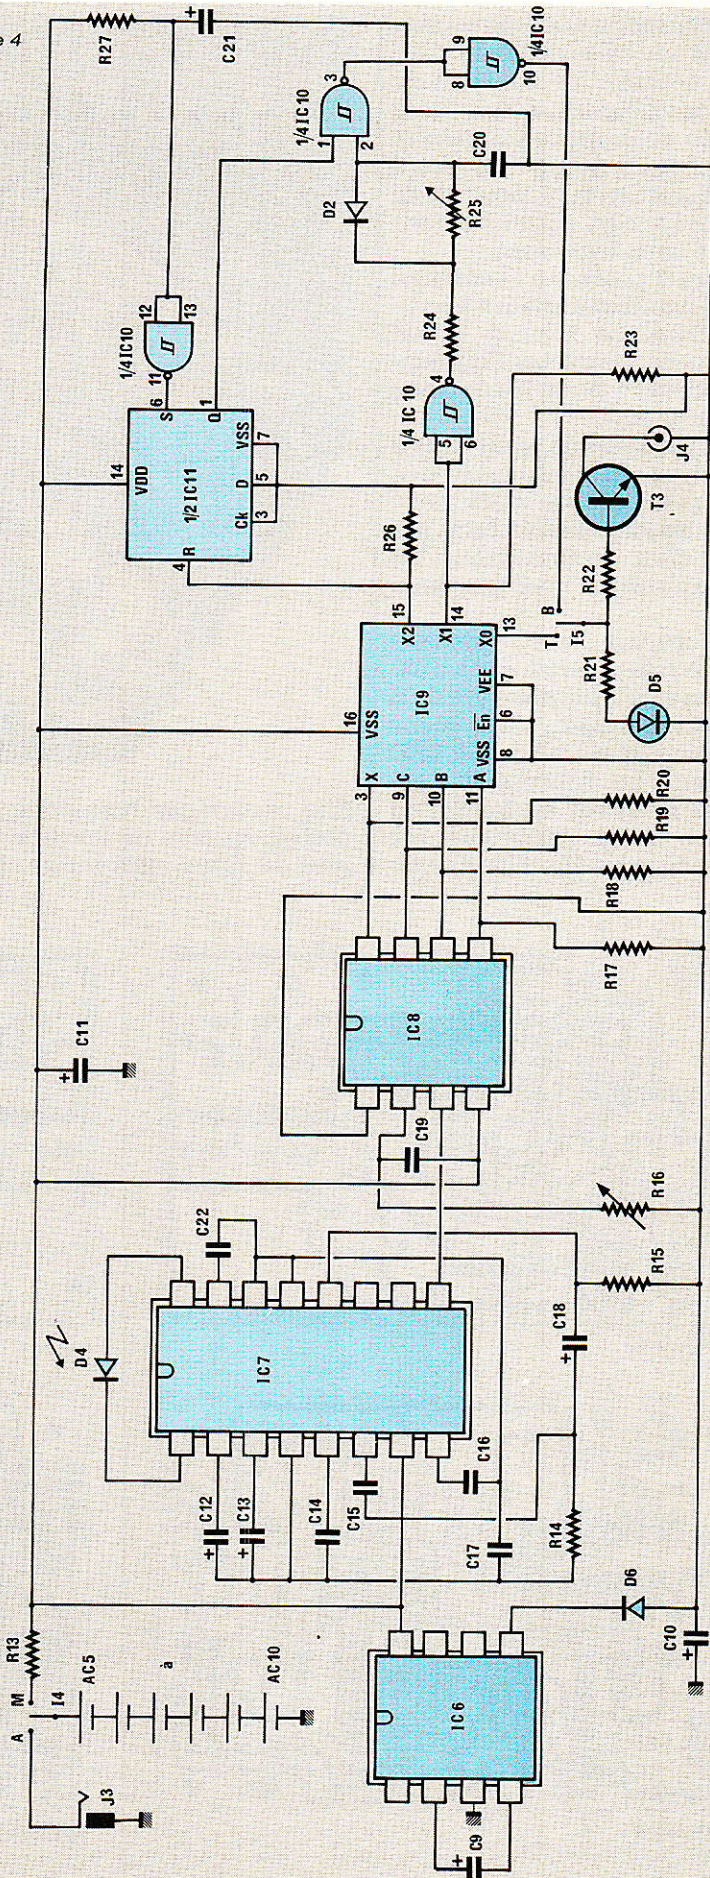 4
R27
C21
1/4 IC10
9
8
10
1/4 IC10
3
1
2
D2
C20
R25
1/4 IC10
12
13
11
6
S
14
VDD
1/2 IC11
Q
1
VSS
7
D
5
Ck
3
R
4
R24
1/4 IC 10
4
5
6
R23
J4
T3
R26
R22
B
T
I5
R21
D5
15
X2
14
X1
13
X0
16
VSS
IC9
VEE
7
En
6
VSS
8
X
3
C
9
B
10
A
11
R20
R19
R18
R17
C11
+
IC8
C19
R16
R15
C22
D4
IC7
C18
+
C16
C15
C14
C13
+
C12
+
C17
R14
D6
C10
+
R13
M
A
I4
AC5
à
AC10
J3
IC6
C9
+